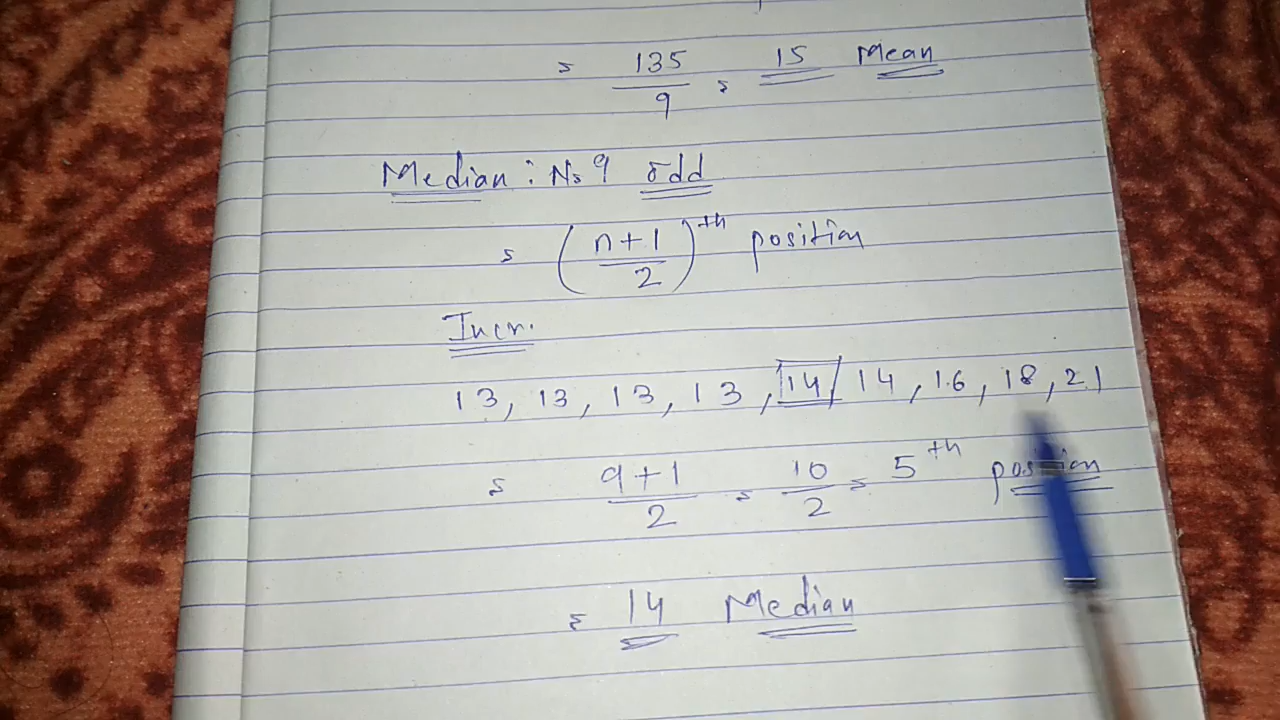 = 135/9 = 15 Mean
Median : N=9 odd
= (n+1/2)th position
Incr.
13, 13, 13, 13, 14, 14, 16, 18, 21
= 9+1/2 = 10/2 = 5th position
= 14 Median